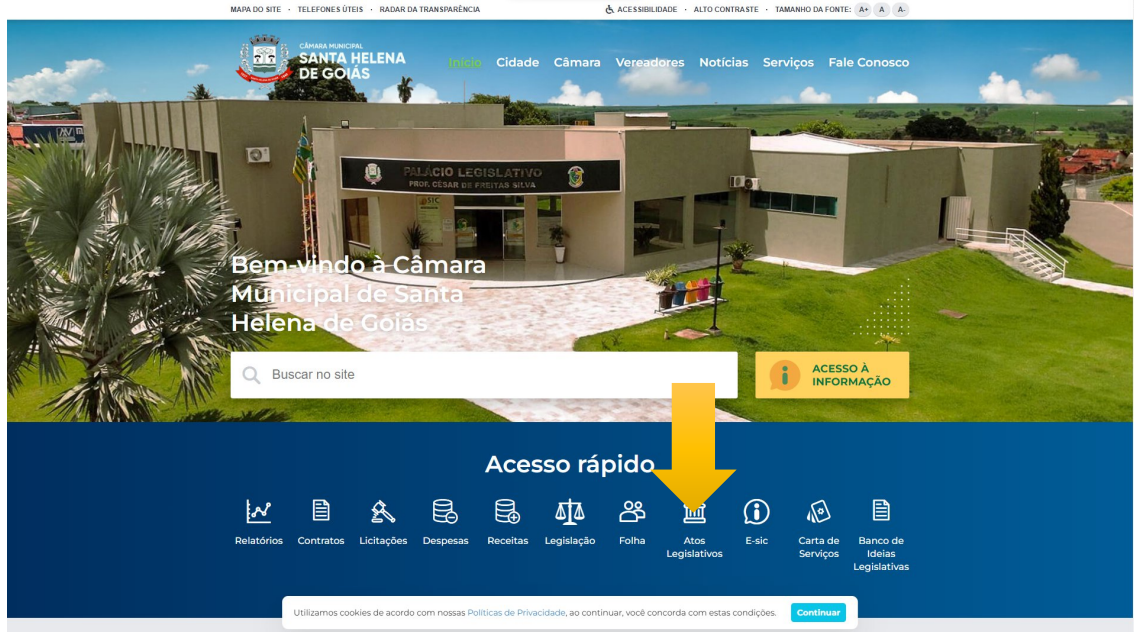 MAPA DO SITE · TELEFONES ÚTEIS · RADAR DA TRANSPARÊNCIA
ACESSIBILIDADE · ALTO CONTRASTE · TAMANHO DA FONTE: A+ A A-
CÂMARA MUNICIPAL
SANTA HELENA
DE GOIÁS
Início Cidade Câmara Vereadores Notícias Serviços Fale Conosco
PALÁCIO LEGISLATIVO
PROF. CÉSAR DE FREITAS SILVA
Bem-vindo à Câmara
Municipal de Santa
Helena de Goiás
Buscar no site
ACESSO À
INFORMAÇÃO
Acesso rápido
Relatórios
Contratos
Licitações
Despesas
Receitas
Legislação
Folha
Atos
Legislativos
E-sic
Carta de
Serviços
Banco de
Ideias
Legislativas
Utilizamos cookies de acordo com nossas Políticas de Privacidade, ao continuar, você concorda com estas condições.
Continuar